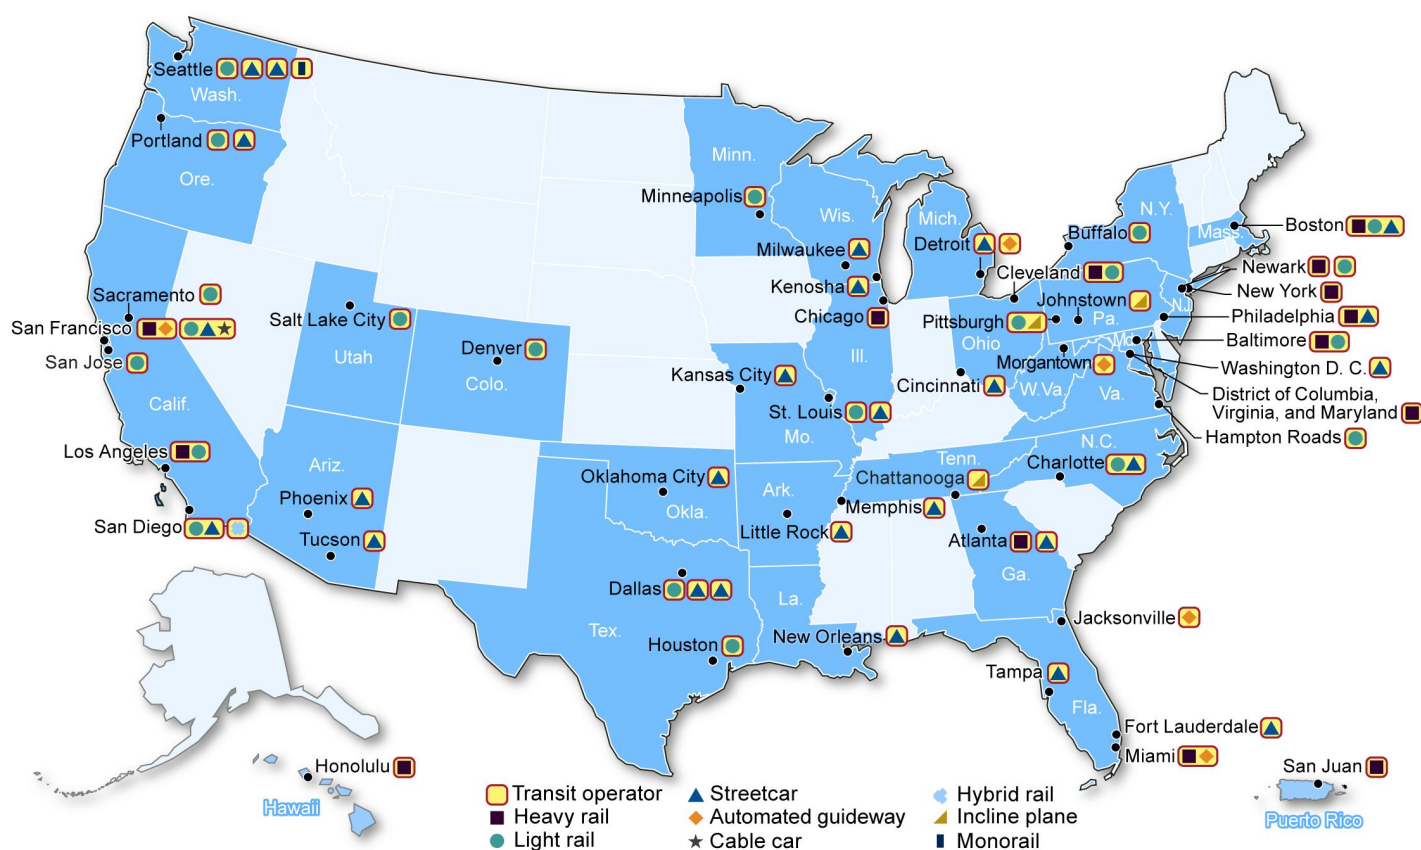 Seattle
Wash.
Portland
Ore.
Minn.
Minneapolis
Wis.
Mich.
N.Y.
Mass.
Boston
Milwaukee
Detroit
Buffalo
Cleveland
Newark
Kenosha
New York
Sacramento
Johnstown
N.J.
San Francisco
Salt Lake City
Chicago
Pittsburgh
Pa.
Philadelphia
Ohio
Md.
Baltimore
San Jose
Utah
Denver
Ill.
Morgantown
Washington D. C.
Colo.
Kansas City
Cincinnati
W.Va.
Va.
District of Columbia,
Virginia, and Maryland
Calif.
St. Louis
Mo.
Hampton Roads
N.C.
Los Angeles
Ariz.
Tenn.
Charlotte
Oklahoma City
Ark.
Chattanooga
Phoenix
Okla.
Memphis
San Diego
Tucson
Little Rock
Atlanta
Ga.
Dallas
La.
Tex.
Jacksonville
Houston
New Orleans
Tampa
Fla.
Fort Lauderdale
Miami
Honolulu
San Juan
Hawaii
Puerto Rico
Transit operator
Heavy rail
Light rail
Streetcar
Automated guideway
Cable car
Hybrid rail
Incline plane
Monorail